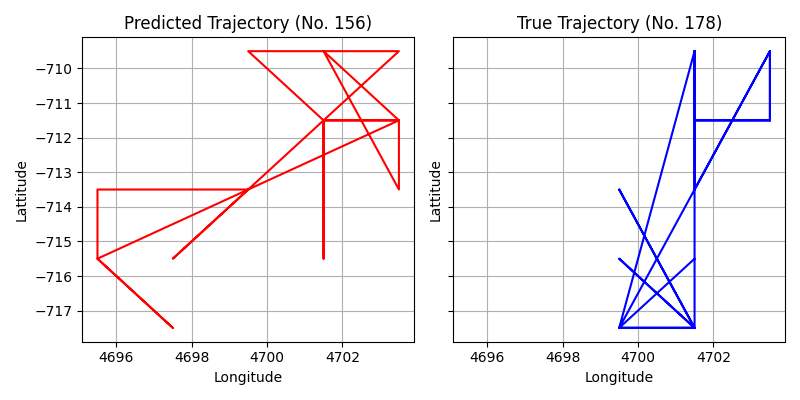 Predicted Trajectory (No. 156)
True Trajectory (No. 178)
−710
−711
−712
−713
−714
−715
−716
−717
Lattitude
Lattitude
4696 4698 4700 4702
4696 4698 4700 4702
Longitude
Longitude